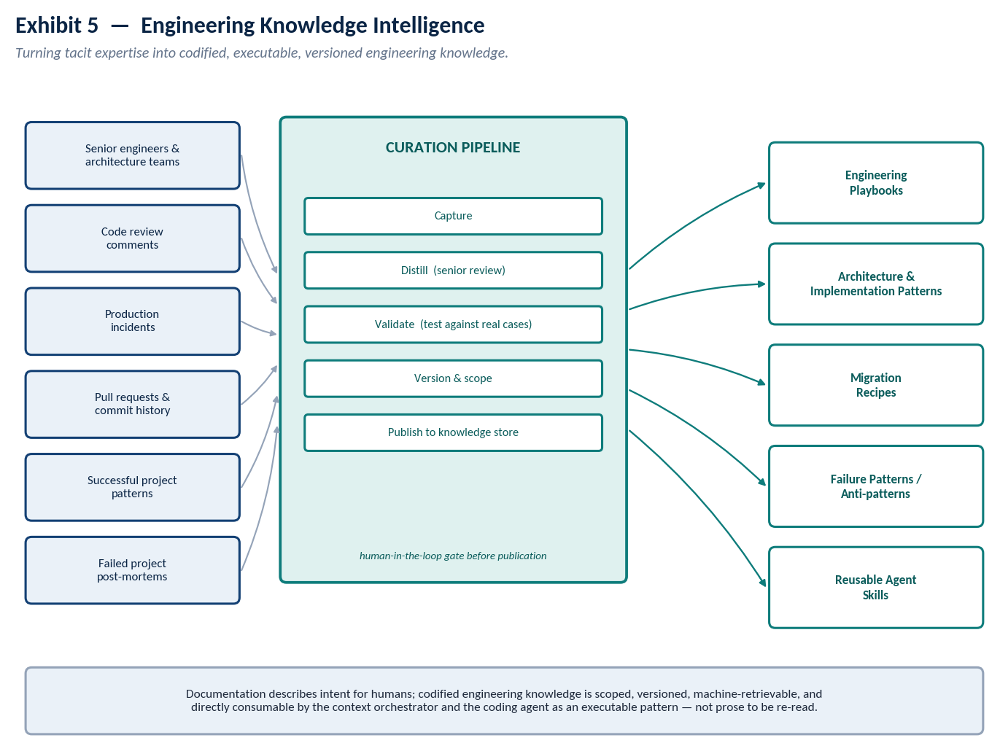 Exhibit 5 — Engineering Knowledge Intelligence
Turning tacit expertise into codified, executable, versioned engineering knowledge.
Senior engineers &
architecture teams
Code review
comments
Production
incidents
Pull requests &
commit history
Successful project
patterns
Failed project
post-mortems
CURATION PIPELINE
Capture
Distill (senior review)
Validate (test against real cases)
Version & scope
Publish to knowledge store
human-in-the-loop gate before publication
Engineering
Playbooks
Architecture &
Implementation Patterns
Migration
Recipes
Failure Patterns /
Anti-patterns
Reusable Agent
Skills
Documentation describes intent for humans; codified engineering knowledge is scoped, versioned, machine-retrievable, and
directly consumable by the context orchestrator and the coding agent as an executable pattern — not prose to be re-read.